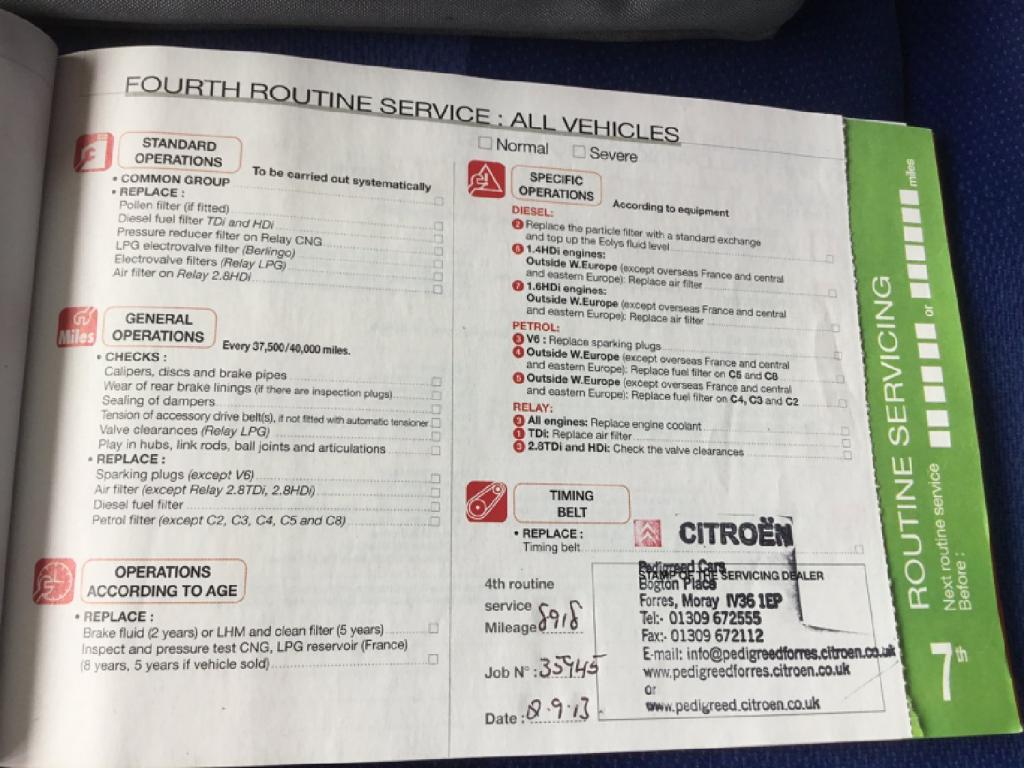 FOURTH ROUTINE SERVICE : ALL VEHICLES
Normal
Severe
STANDARD
OPERATIONS
To be carried out systematically
• COMMON GROUP
• REPLACE :
Pollen filter (if fitted)
Diesel fuel filter TDi and HDi
Pressure reducer filter on Relay CNG
LPG electrovalve filter (Berlingo)
Electrovalve filters (Relay LPG)
Air filter on Relay 2.8HDi
Miles
GENERAL
OPERATIONS
Every 37,500/40,000 miles.
• CHECKS :
Calipers, discs and brake pipes
Wear of rear brake linings (if there are inspection plugs)
Sealing of dampers
Tension of accessory drive belt(s), if not fitted with automatic tensioner
Valve clearances (Relay LPG)
Play in hubs, link rods, ball joints and articulations
• REPLACE :
Sparking plugs (except V6)
Air filter (except Relay 2.8TDi, 2.8HDi)
Diesel fuel filter
Petrol filter (except C2, C3, C4, C5 and C8)
OPERATIONS
ACCORDING TO AGE
• REPLACE :
Brake fluid (2 years) or LHM and clean filter (5 years)
Inspect and pressure test CNG, LPG reservoir (France)
(8 years, 5 years if vehicle sold)
SPECIFIC
OPERATIONS
According to equipment
DIESEL:
Replace the particle filter with a standard exchange
and top up the Eolys fluid level
1.4HDi engines:
Outside W.Europe (except overseas France and central
and eastern Europe): Replace air filter
1.6HDi engines:
Outside W.Europe (except overseas France and central
and eastern Europe): Replace air filter
PETROL:
V6 : Replace sparking plugs
Outside W.Europe (except overseas France and central
and eastern Europe): Replace fuel filter on C5 and C8
Outside W.Europe (except overseas France and central
and eastern Europe): Replace fuel filter on C4, C3 and C2
RELAY:
All engines: Replace engine coolant
TDi: Replace air filter
2.8TDi and HDi: Check the valve clearances
TIMING
BELT
• REPLACE :
Timing belt
CITROËN
Pedigreed Cars
STAMP OF THE SERVICING DEALER
Bogton Place
Forres, Moray IV36 1EP
Tel:- 01309 672555
Fax:- 01309 672112
E-mail: info@pedigreedforres.citroen.co.uk
www.pedigreedforres.citroen.co.uk
or
www.pedigreed.citroen.co.uk
4th routine
service
Mileage 8918
Job N° : 35945
Date : 2.9.13
ROUTINE SERVICING
Next routine service
Before :
or
miles
7